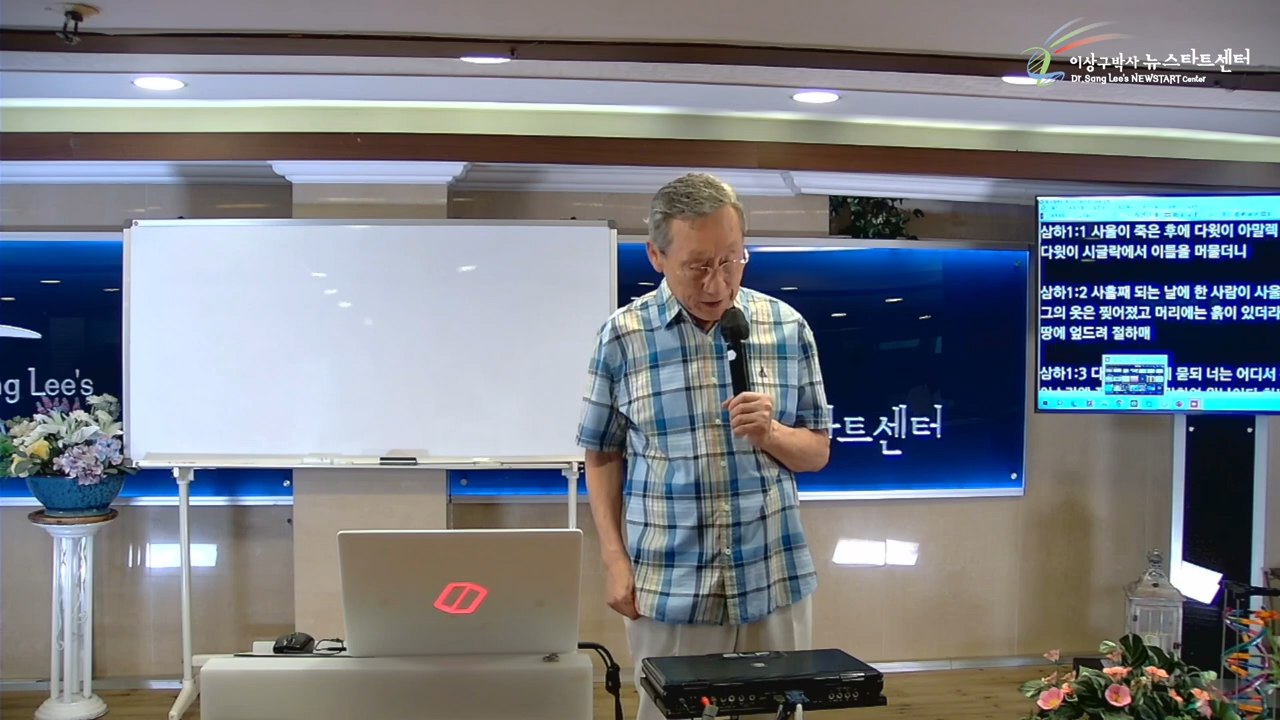 이상구박사 뉴스타트센터
Dr. Sang Lee's NEWSTART Center
삼하1:1 사울이 죽은 후에 다윗이 아말렉
다윗이 시글락에서 이틀을 머물더니
삼하1:2 사흘째 되는 날에 한 사람이 사울
그의 옷은 찢어졌고 머리에는 흙이 있더라
땅에 엎드려 절하매
삼하1:3 묻되 너는 어디서
ng Lee's
타트센터